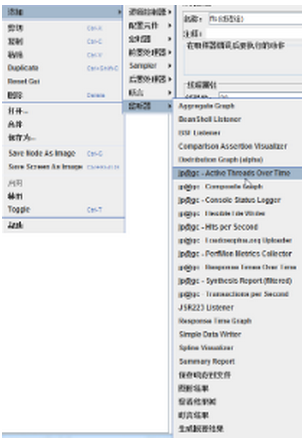 添加
剪切 Ctrl-X
复制 Ctrl-C
粘贴 Ctrl-V
Duplicate Ctrl+Shift-C
Reset Gui
删除 Delete
打开...
合并
保存为...
Save Node As Image Ctrl-G
Save Screen As Image Ctrl+Shift-G
启用
禁用
Toggle Ctrl-T
帮助
逻辑控制器
配置元件
定时器
前置处理器
Sampler
后置处理器
断言
监听器
名称:
注释:
在取样器错误后要执行的动作
线程属性
Aggregate Graph
BeanShell Listener
BSF Listener
Comparison Assertion Visualizer
Distribution Graph (alpha)
jp@gc - Active Threads Over Time
jp@gc - Composite Graph
jp@gc - Console Status Logger
jp@gc - Flexible File Writer
jp@gc - Hits per Second
jp@gc - Loadosophia.org Uploader
jp@gc - PerfMon Metrics Collector
jp@gc - Response Times Over Time
jp@gc - Synthesis Report (filtered)
jp@gc - Transactions per Second
JSR223 Listener
Response Time Graph
Simple Data Writer
Spline Visualizer
Summary Report
保存响应到文件
图形结果
察看结果树
断言结果
生成概要结果